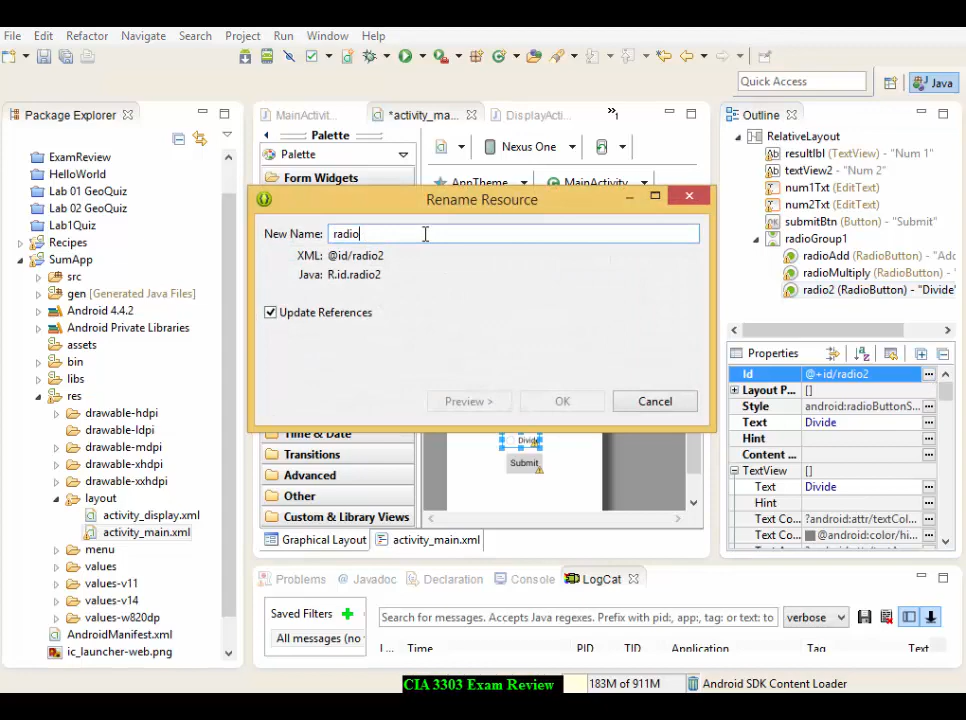 File Edit Refactor Navigate Search Project Run Window Help
Quick Access
Java
Package Explorer
ExamReview
HelloWorld
Lab 01 GeoQuiz
Lab 02 GeoQuiz
Lab1Quiz
Recipes
SumApp
src
gen [Generated Java Files]
Android 4.4.2
Android Private Libraries
assets
bin
libs
res
drawable-hdpi
drawable-ldpi
drawable-mdpi
drawable-xhdpi
drawable-xxhdpi
layout
activity_display.xml
activity_main.xml
menu
values
values-v11
values-v14
values-w820dp
AndroidManifest.xml
ic_launcher-web.png
MainActivit... *activity_ma... DisplayActi... 1
Palette
Palette
Form Widgets
Nexus One
AppTheme MainActivity
Rename Resource
New Name: radio
XML: @id/radio2
Java: R.id.radio2
Update References
Preview > OK Cancel
Time & Date
Transitions
Advanced
Other
Custom & Library Views
Divide
Submit
Graphical Layout activity_main.xml
Outline
RelativeLayout
resultlbl (TextView) - "Num 1"
textView2 - "Num 2"
num1Txt (EditText)
num2Txt (EditText)
submitBtn (Button) - "Submit"
radioGroup1
radioAdd (RadioButton) - "Add
radioMultiply (RadioButton) -
radio2 (RadioButton) - "Divide"
Properties
Id @+id/radio2
Layout P... []
Style android:radioButtonS...
Text Divide
Hint
Content ...
TextView []
Text Divide
Hint
Text Co... ?android:attr/textCol...
Text Co... @android:color/hi...
Problems @ Javadoc Declaration Console LogCat
Saved Filters
All messages (no
Search for messages. Accepts Java regexes. Prefix with pid:, app:, tag: or text: to
verbose
L... Time PID TID Application Tag Text
CIA 3303 Exam Review
183M of 911M
Android SDK Content Loader